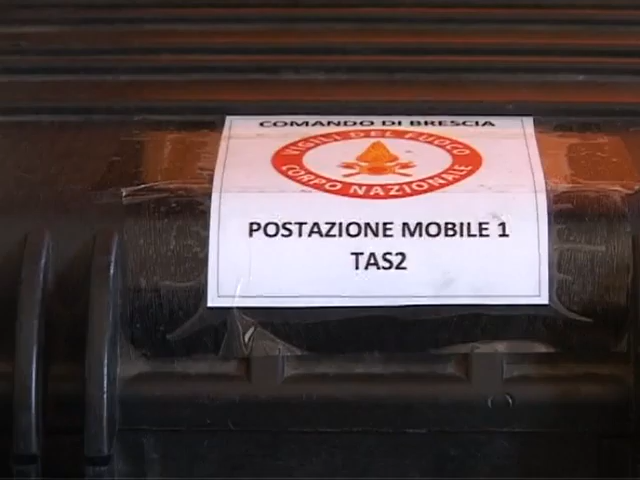 COMANDO DI BRESCIA
VIGILI DEL FUOCO
CORPO NAZIONALE
POSTAZIONE MOBILE 1
TAS2